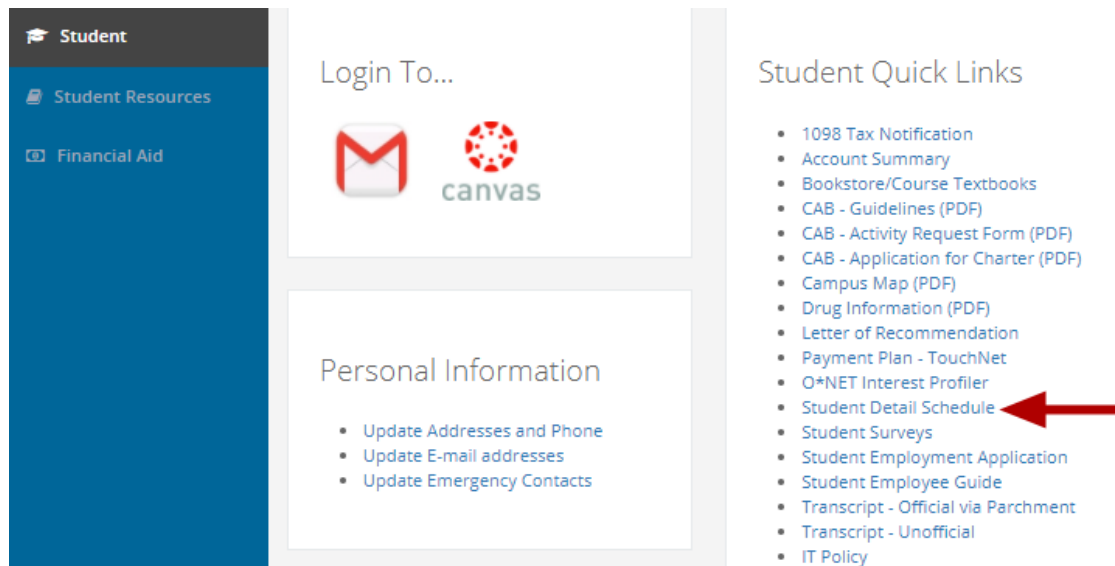 Student
Student Resources
Financial Aid
Login To...
canvas
Personal Information
Update Addresses and Phone
Update E-mail addresses
Update Emergency Contacts
Student Quick Links
1098 Tax Notification
Account Summary
Bookstore/Course Textbooks
CAB - Guidelines (PDF)
CAB - Activity Request Form (PDF)
CAB - Application for Charter (PDF)
Campus Map (PDF)
Drug Information (PDF)
Letter of Recommendation
Payment Plan - TouchNet
O*NET Interest Profiler
Student Detail Schedule
Student Surveys
Student Employment Application
Student Employee Guide
Transcript - Official via Parchment
Transcript - Unofficial
IT Policy